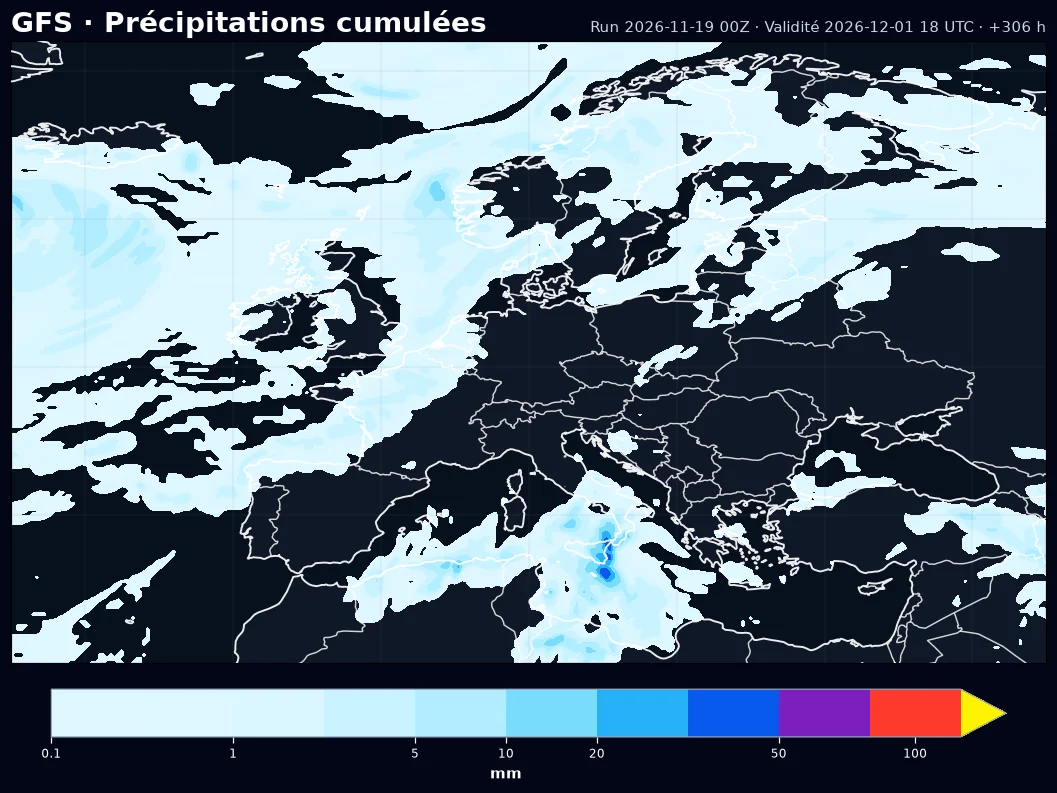 GFS · Précipitations cumulées
Run 2026-11-19 00Z · Validité 2026-12-01 18 UTC · +306 h
0.1 1 5 10 20 50 100
mm